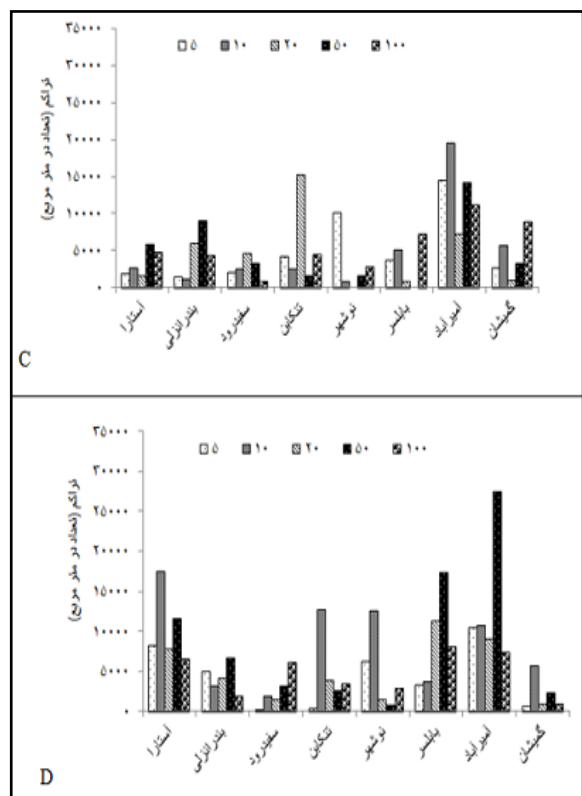 ۳۵۰۰۰
۳۰۰۰۰
۲۵۰۰۰
۲۰۰۰۰
۱۵۰۰۰
۱۰۰۰۰
۵۰۰۰
۰
تراکم (تعداد در متر مربع)
۵ ۱۰ ۲۰ ۵۰ ۱۰۰
آستارا بندرانزلی سفیدرود تنکابن نوشهر بابلسر امیرآباد گمیشان
C
۳۵۰۰۰
۳۰۰۰۰
۲۵۰۰۰
۲۰۰۰۰
۱۵۰۰۰
۱۰۰۰۰
۵۰۰۰
۰
تراکم (تعداد در متر مربع)
۵ ۱۰ ۲۰ ۵۰ ۱۰۰
آستارا بندرانزلی سفیدرود تنکابن نوشهر بابلسر امیرآباد گمیشان
D